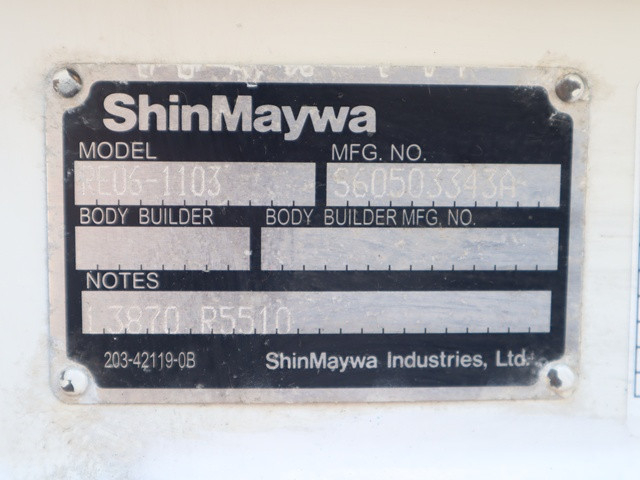 ShinMaywa
MODEL MFG. NO.
RE06-1103 S60503343A
BODY BUILDER BODY BUILDER MFG. NO.
NOTES
L3870 R5510
203-42119-0B ShinMaywa Industries, Ltd.